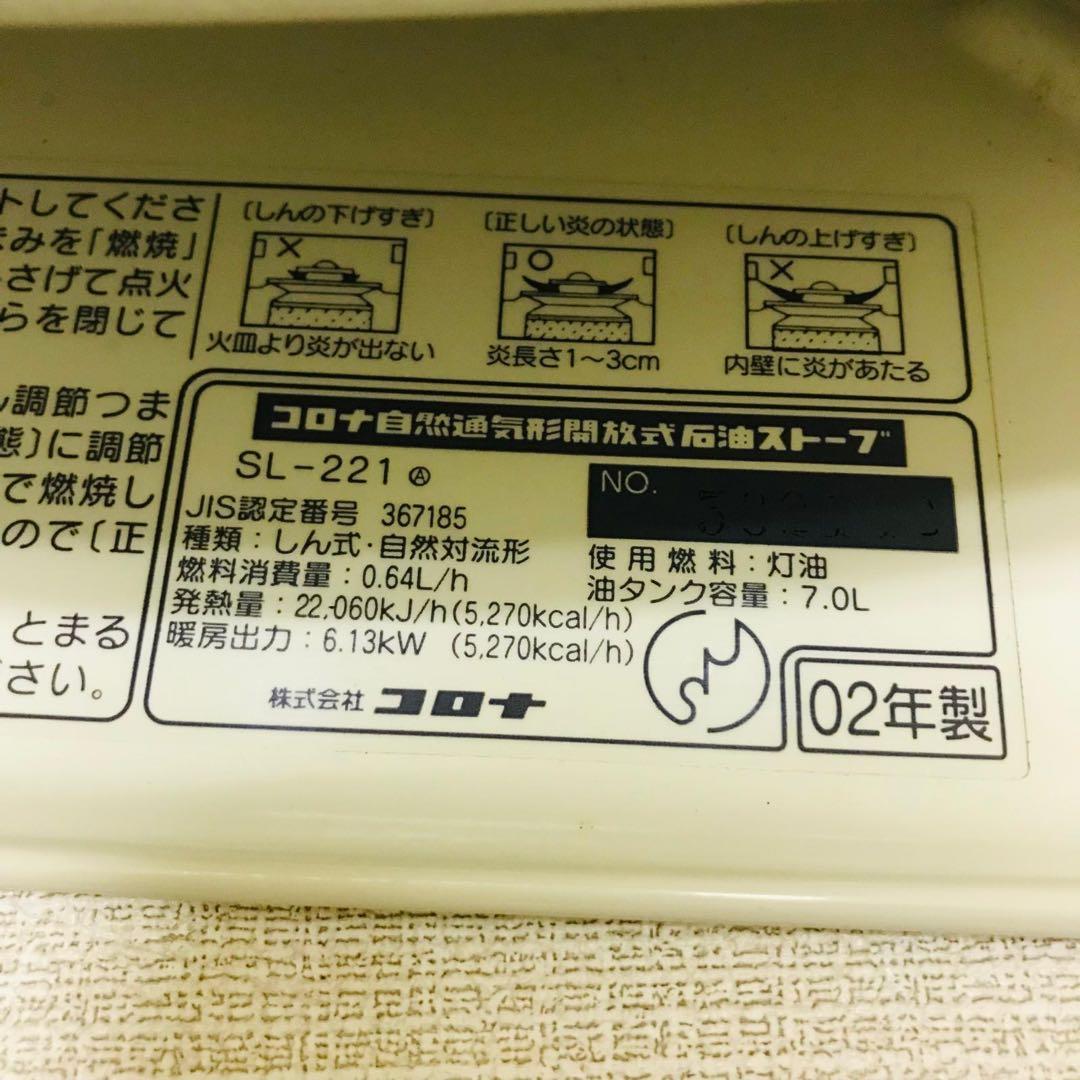 トしてくださ
みを「燃焼」
さげて点火
らを閉じて
調節つま
態〕に調節
で燃焼し
ので〔正
とまる
さい。
〔しんの下げすぎ〕
火皿より炎が出ない
〔正しい炎の状態〕
炎長さ1～3cm
〔しんの上げすぎ〕
内壁に炎があたる
コロナ自然通気形開放式石油ストーブ
SL-221 Ⓐ
NO.
JIS認定番号 367185
種類：しん式・自然対流形
燃料消費量：0.64L/h
発熱量：22,060kJ/h(5,270kcal/h)
暖房出力：6.13kW (5,270kcal/h)
使用燃料：灯油
油タンク容量：7.0L
株式会社 コロナ
02年製